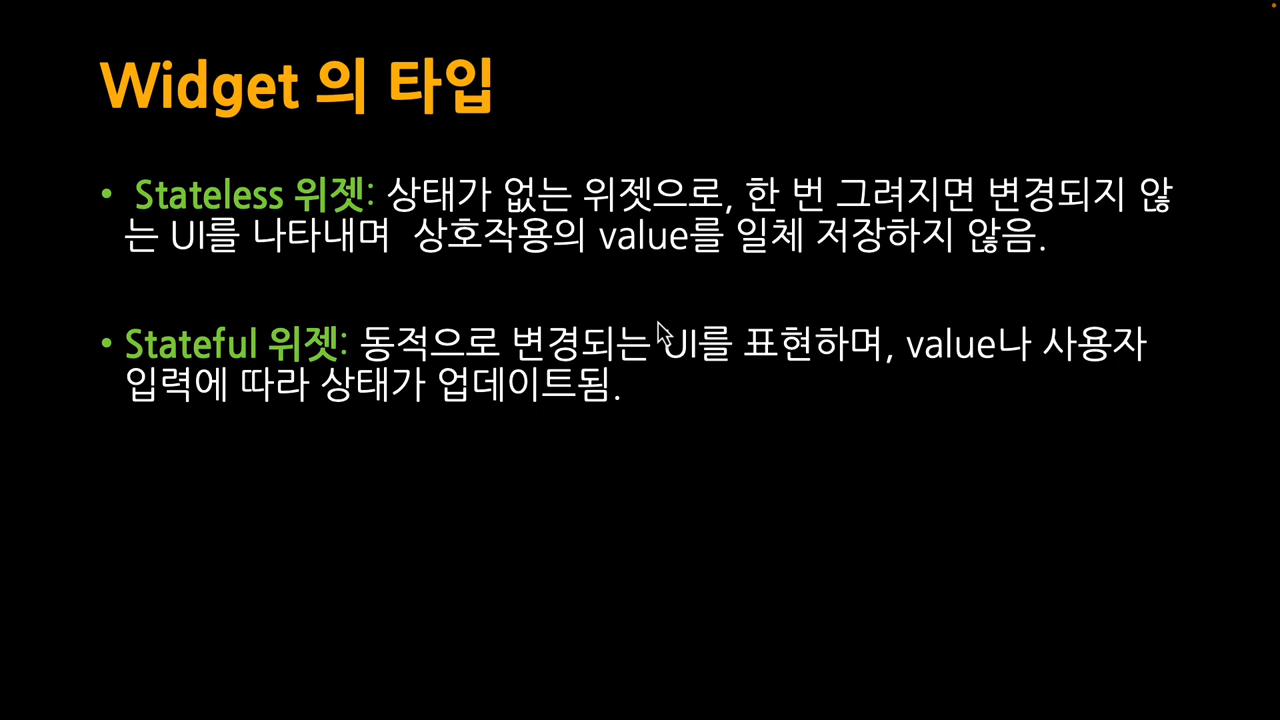 Widget 의 타입
• Stateless 위젯: 상태가 없는 위젯으로, 한 번 그려지면 변경되지 않
는 UI를 나타내며 상호작용의 value를 일체 저장하지 않음.
• Stateful 위젯: 동적으로 변경되는 UI를 표현하며, value나 사용자
입력에 따라 상태가 업데이트됨.